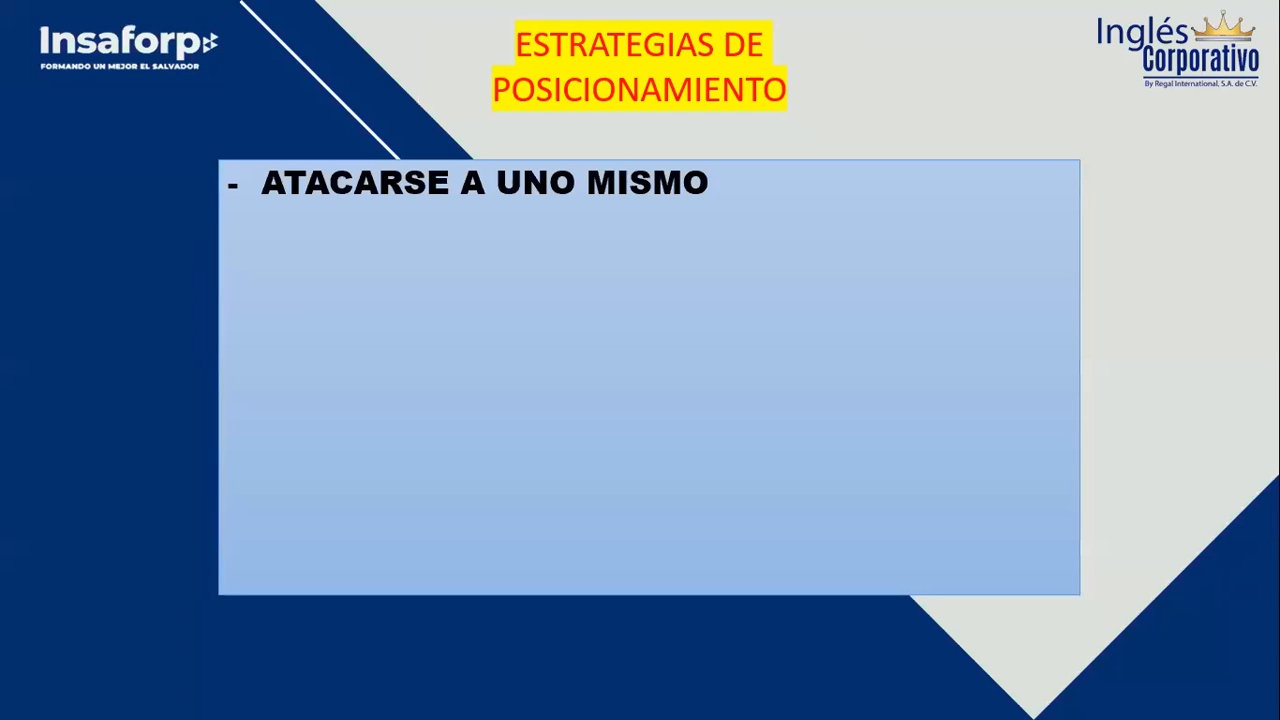 Insaforp
FORMANDO UN MEJOR EL SALVADOR
ESTRATEGIAS DE
POSICIONAMIENTO
Inglés
Corporativo
By Regal International, S.A. de C.V.
- ATACARSE A UNO MISMO